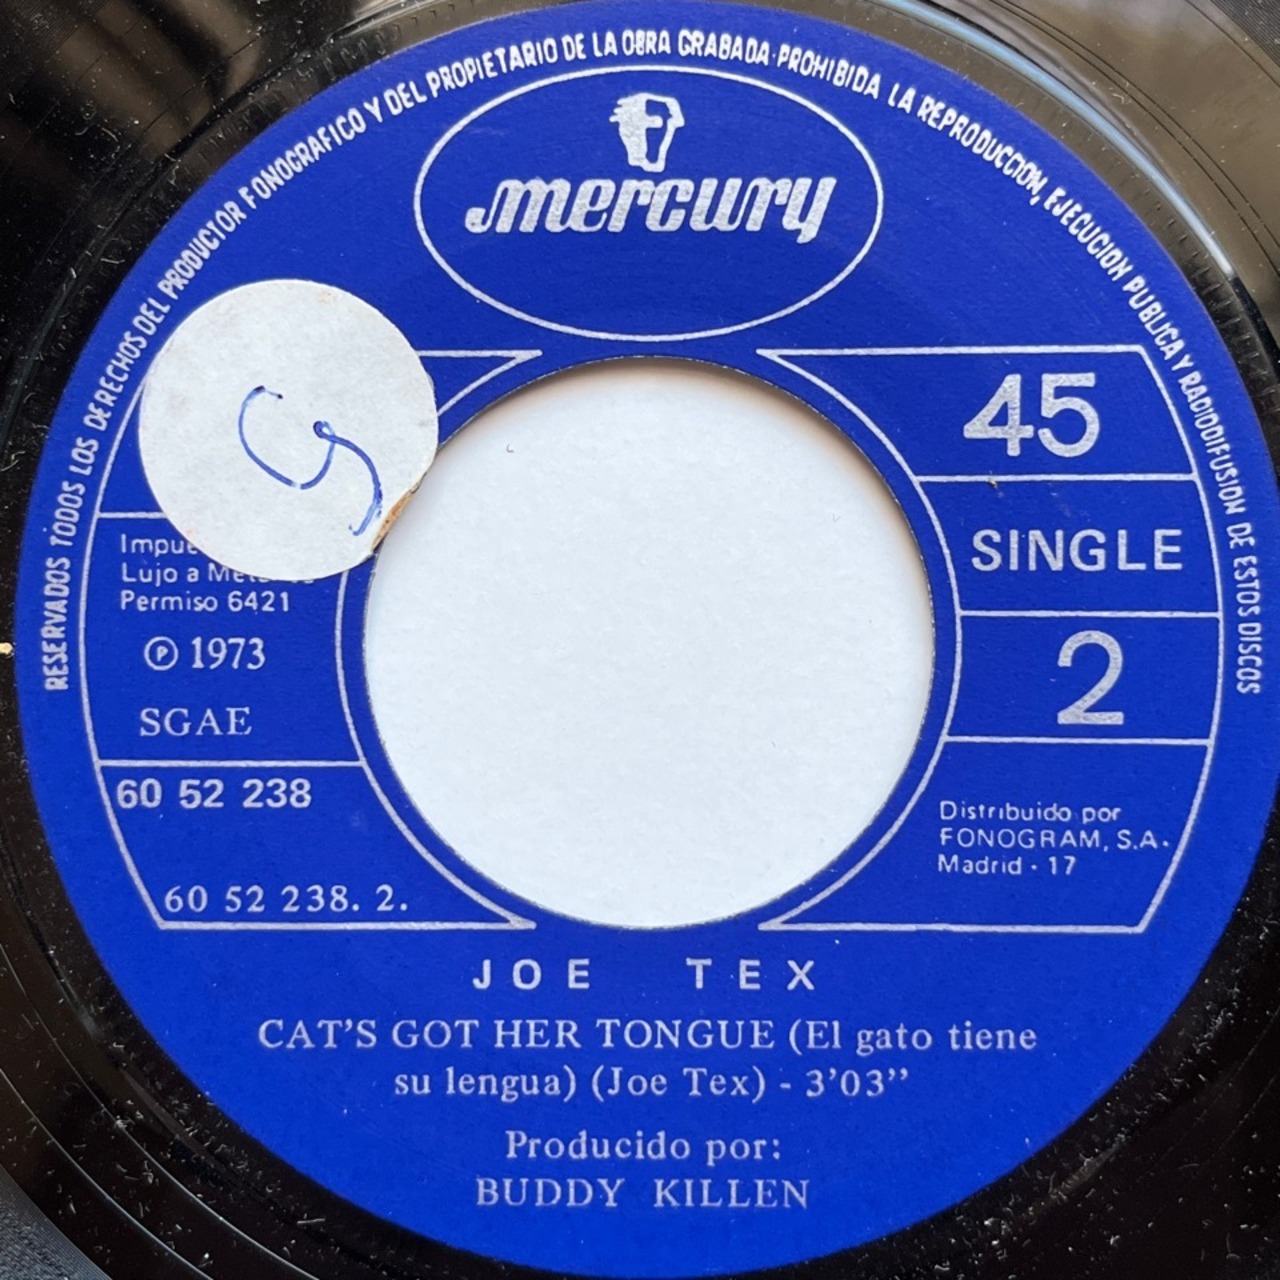 RESERVADOS TODOS LOS DERECHOS DEL PRODUCTOR FONOGRAFICO Y DEL PROPIETARIO DE LA OBRA GRABADA·PROHIBIDA LA REPRODUCCION, EJECUCION PUBLICA Y RADIODIFUSION DE ESTOS DISCOS
mercury
45
SINGLE
2
Lujo a
Permiso 6421
℗ 1973
SGAE
60 52 238
60 52 238. 2.
Distribuido por
FONOGRAM, S.A.
Madrid - 17
JOE TEX
CAT'S GOT HER TONGUE (El gato tiene
su lengua) (Joe Tex) - 3'03”
Producido por:
BUDDY KILLEN